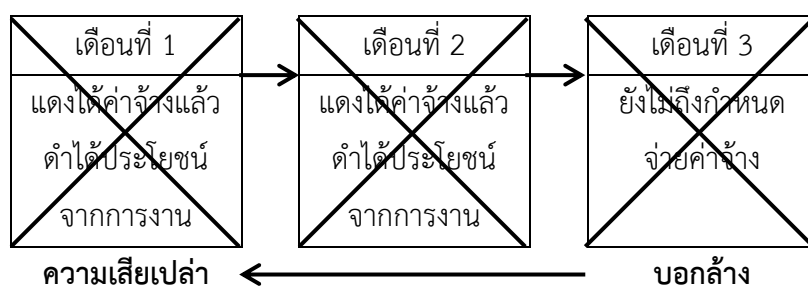 เดือนที่ 1
แดงได้ค่าจ้างแล้ว
ดำได้ประโยชน์
จากการงาน
เดือนที่ 2
แดงได้ค่าจ้างแล้ว
ดำได้ประโยชน์
จากการงาน
เดือนที่ 3
ยังไม่ถึงกำหนด
จ่ายค่าจ้าง
ความเสียเปล่า
บอกล้าง